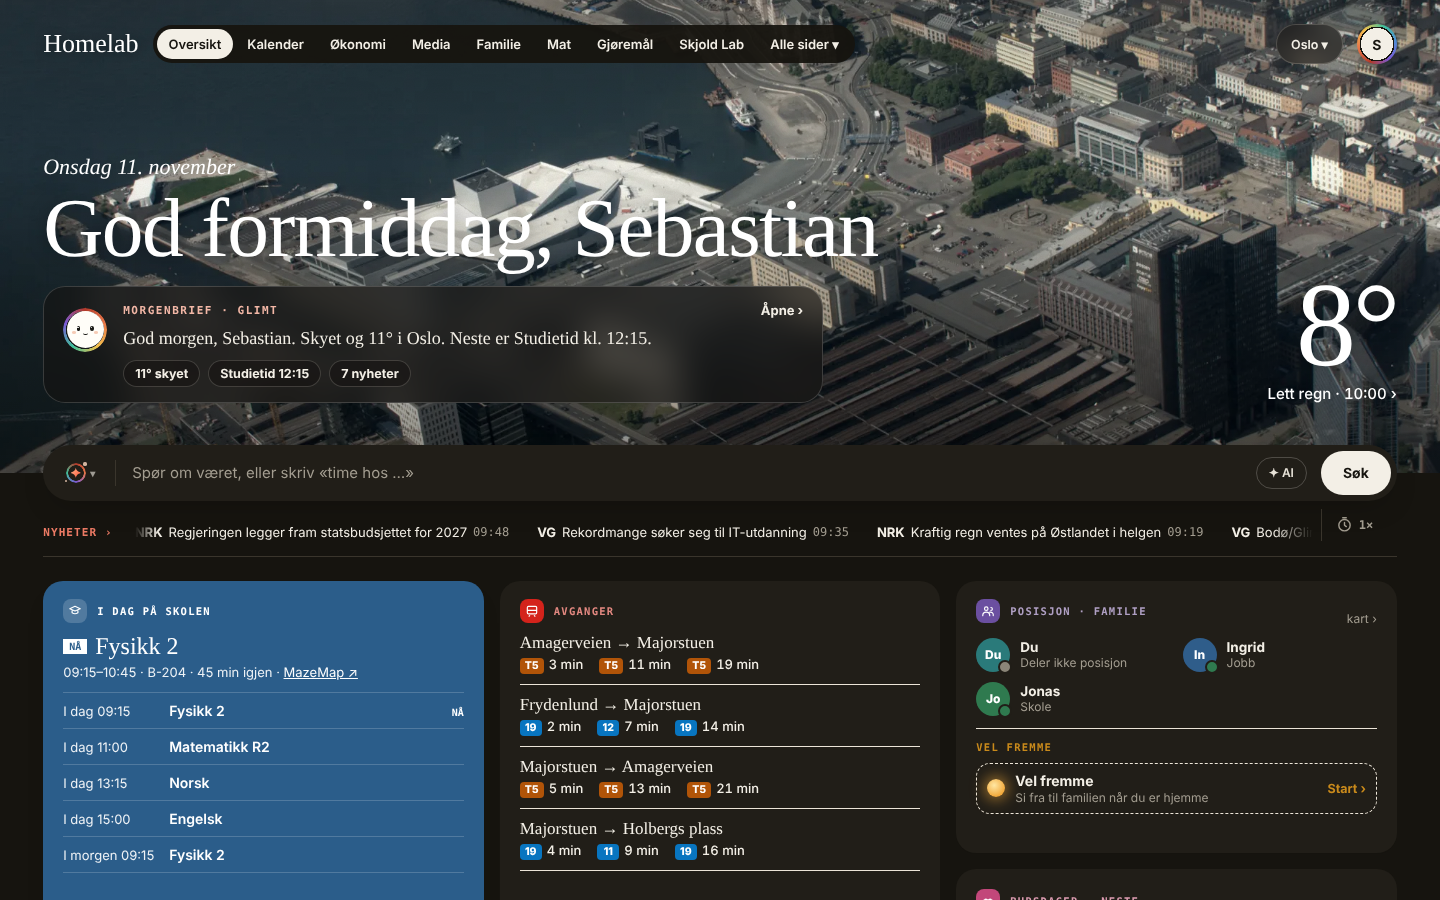 Homelab
Oversikt Kalender Økonomi Media Familie Mat Gjøremål Skjold Lab Alle sider ▾
Oslo ▾
S
Onsdag 11. november
God formiddag, Sebastian
MORGENBRIEF · GLIMT
Åpne ›
God morgen, Sebastian. Skyet og 11° i Oslo. Neste er Studietid kl. 12:15.
11° skyet Studietid 12:15 7 nyheter
8°
Lett regn · 10:00 ›
Spør om været, eller skriv «time hos ...»
✦ AI
Søk
NYHETER › NRK Regjeringen legger fram statsbudsjettet for 2027 09:48 VG Rekordmange søker seg til IT-utdanning 09:35 NRK Kraftig regn ventes på Østlandet i helgen 09:19 VG Bodø/Gli
1×
I DAG PÅ SKOLEN
NÅ Fysikk 2
09:15–10:45 · B-204 · 45 min igjen · MazeMap ↗
I dag 09:15 Fysikk 2 NÅ
I dag 11:00 Matematikk R2
I dag 13:15 Norsk
I dag 15:00 Engelsk
I morgen 09:15 Fysikk 2
AVGANGER
Amagerveien → Majorstuen
T5 3 min T5 11 min T5 19 min
Frydenlund → Majorstuen
19 2 min 12 7 min 19 14 min
Majorstuen → Amagerveien
T5 5 min T5 13 min T5 21 min
Majorstuen → Holbergs plass
19 4 min 11 9 min 19 16 min
POSISJON · FAMILIE
kart ›
Du Du
Deler ikke posisjon
In Ingrid
Jobb
Jo Jonas
Skole
VEL FREMME
Vel fremme
Si fra til familien når du er hjemme
Start ›